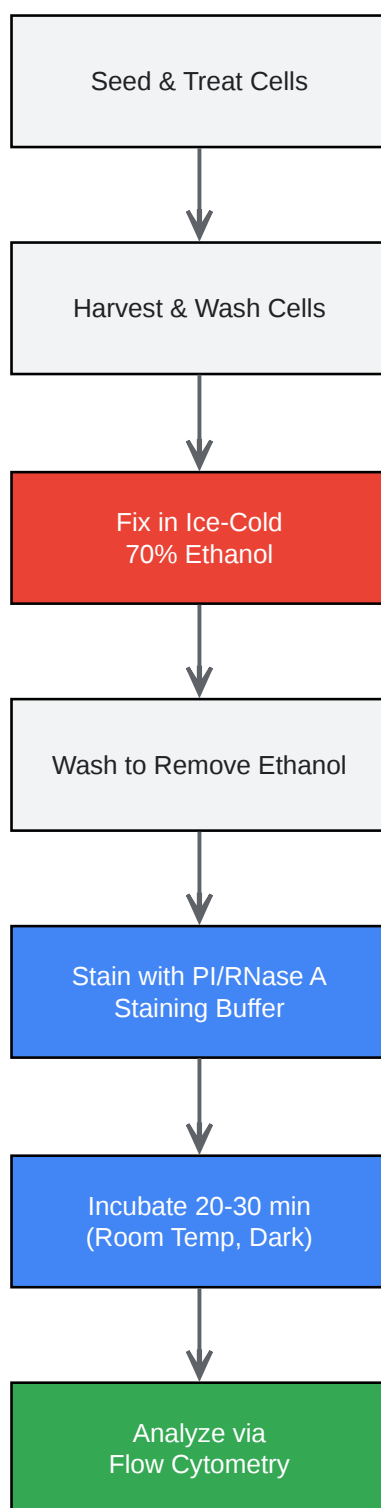 Seed & Treat Cells
Harvest & Wash Cells
Fix in Ice-Cold
70% Ethanol
Wash to Remove Ethanol
Stain with PI/RNase A
Staining Buffer
Incubate 20-30 min
(Room Temp, Dark)
Analyze via
Flow Cytometry